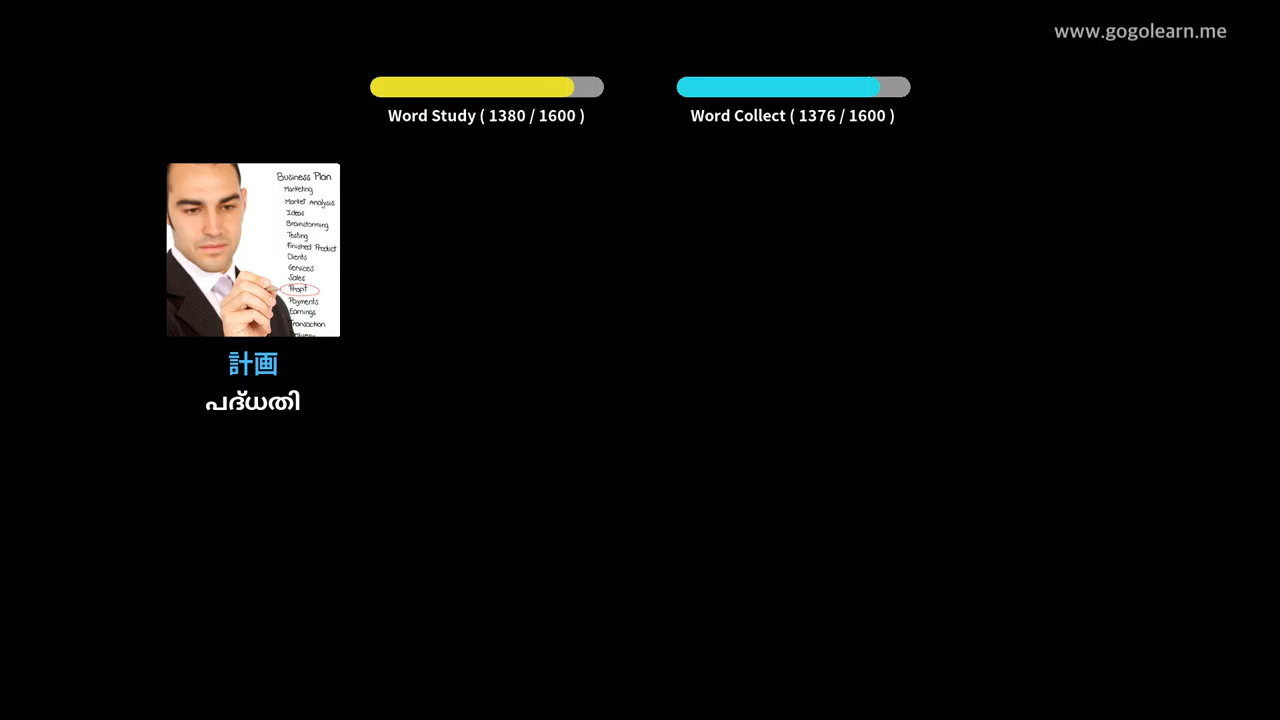 www.gogolearn.me
Word Study ( 1380 / 1600 )
Word Collect ( 1376 / 1600 )
Business Plan
Marketing
Market Analysis
Ideas
Brainstorming
Testing
Finished Product
Clients
Services
Sales
Profit
Payments
Earnings
Transaction
計画
പദ്ധതി